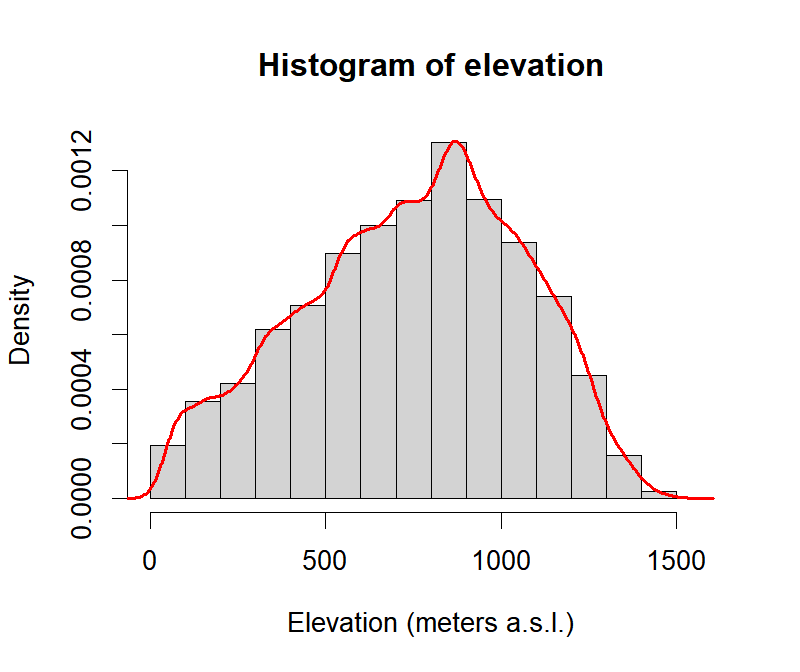 Histogram of elevation
Density
0.0012
0.0008
0.0004
0.0000
0 500 1000 1500
Elevation (meters a.s.l.)